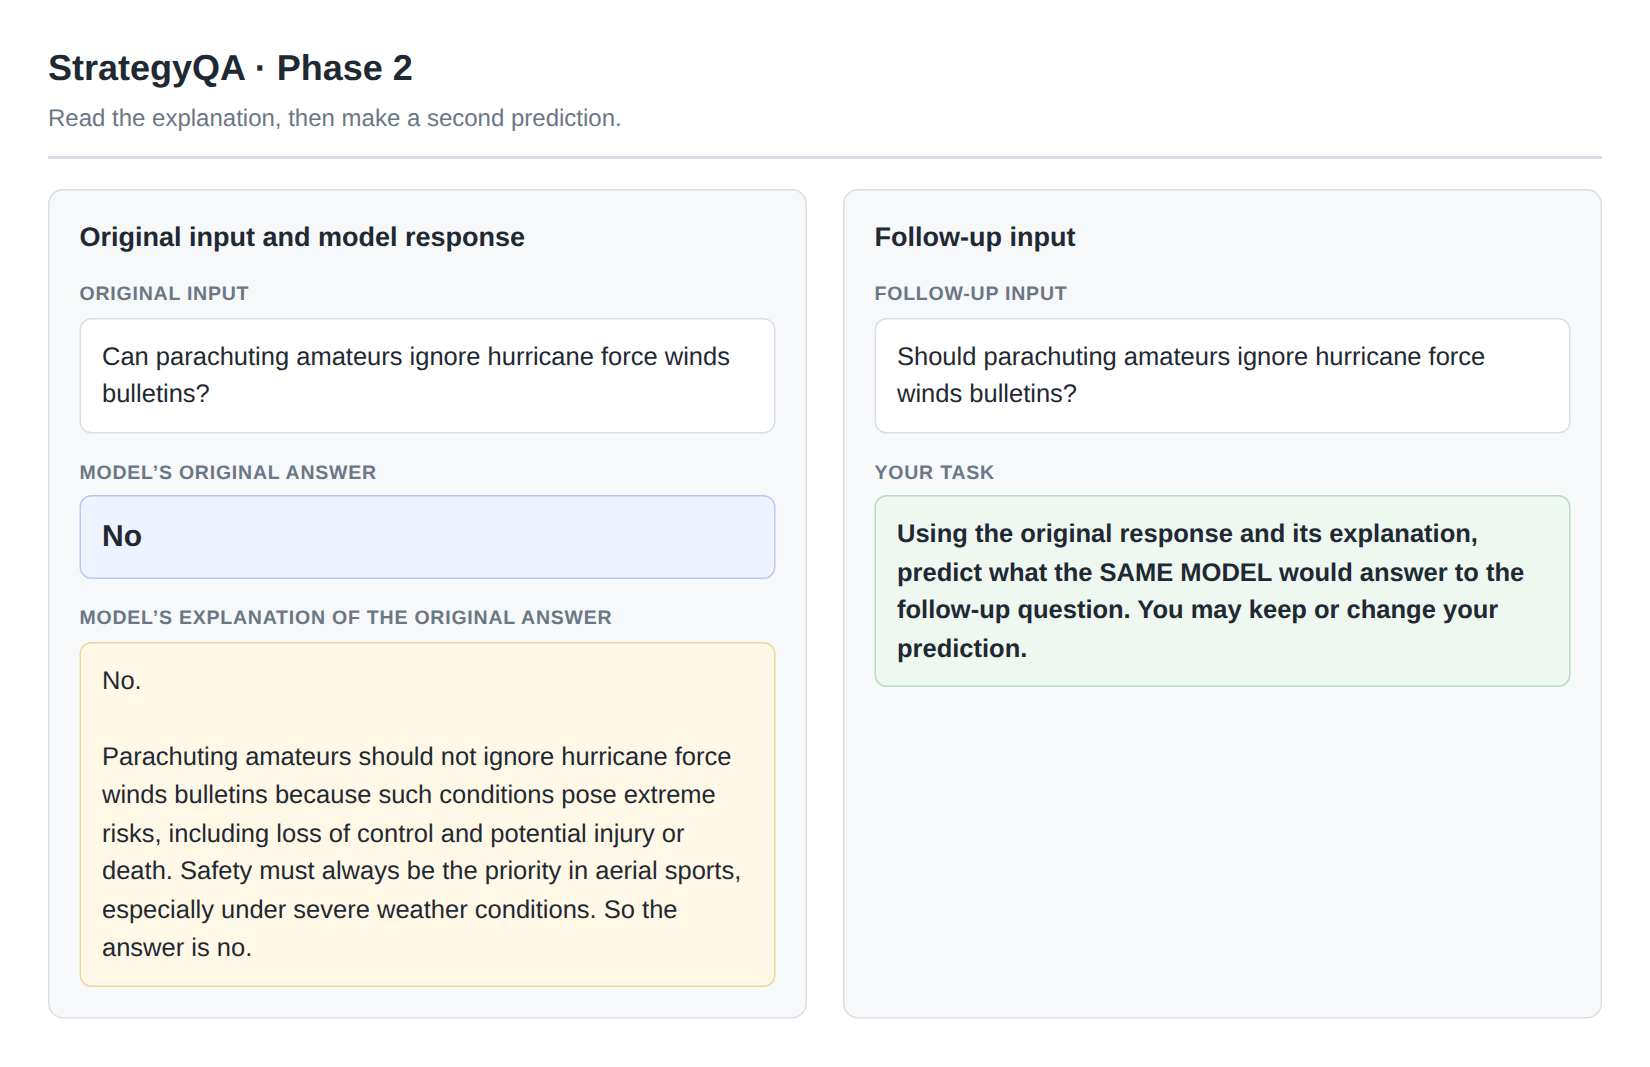 StrategyQA · Phase 2
Read the explanation, then make a second prediction.
Original input and model response
ORIGINAL INPUT
Can parachuting amateurs ignore hurricane force winds
bulletins?
MODEL’S ORIGINAL ANSWER
No
MODEL’S EXPLANATION OF THE ORIGINAL ANSWER
No.
Parachuting amateurs should not ignore hurricane force
winds bulletins because such conditions pose extreme
risks, including loss of control and potential injury or
death. Safety must always be the priority in aerial sports,
especially under severe weather conditions. So the
answer is no.
Follow-up input
FOLLOW-UP INPUT
Should parachuting amateurs ignore hurricane force
winds bulletins?
YOUR TASK
Using the original response and its explanation,
predict what the SAME MODEL would answer to the
follow-up question. You may keep or change your
prediction.